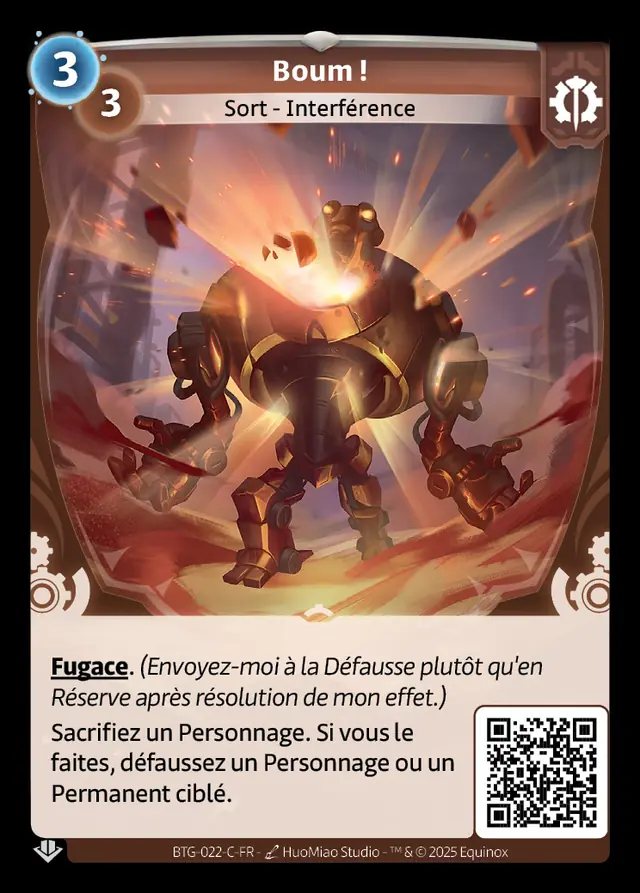 3
Boum !
3
Sort - Interférence
Fugace. (Envoyez-moi à la Défausse plutôt qu'en
Réserve après résolution de mon effet.)
Sacrifiez un Personnage. Si vous le
faites, défaussez un Personnage ou un
Permanent ciblé.
BTG-022-C-FR - HuoMiao Studio - ™ & © 2025 Equinox